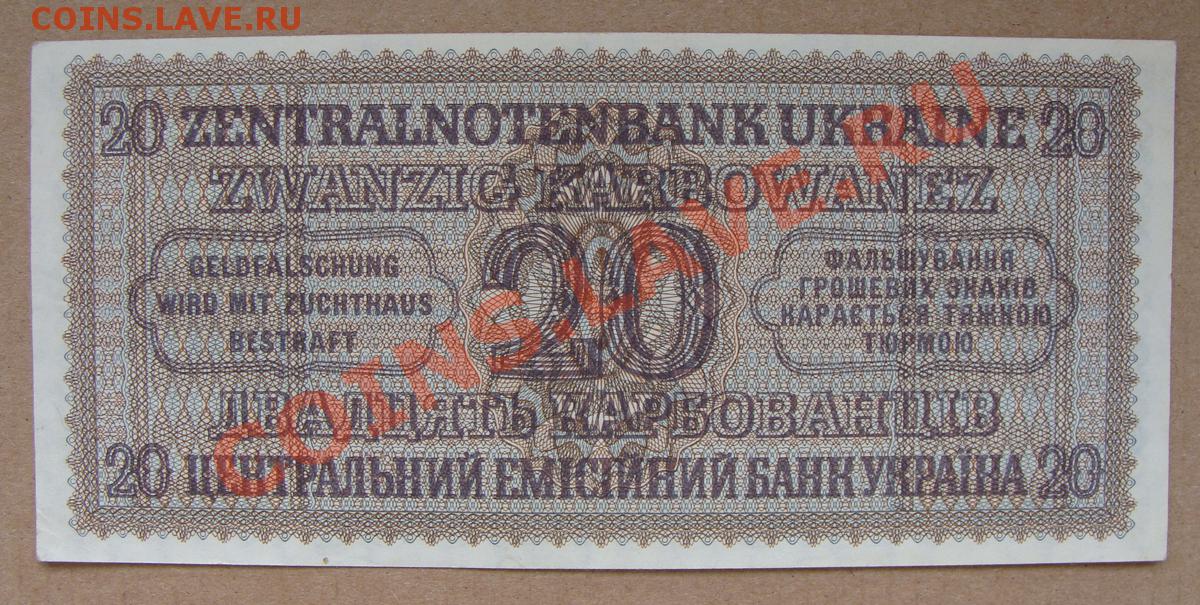 COINS.LAVE.RU
20 ZENTRALNOTENBANK UKRAINE 20
ZWANZIG KARBOWANEZ
GELDFÄLSCHUNG
WIRD MIT ZUCHTHAUS
BESTRAFT
20
ФАЛЬШУВАННЯ
ГРОШЕВИХ ЗНАКІВ
КАРАЄТЬСЯ ТЯЖКОЮ
ТЮРМОЮ
ДВАДЦЯТЬ КАРБОВАНЦІВ
20 ЦЕНТРАЛЬНИЙ ЕМІСІЙНИЙ БАНК УКРАЇНА 20
COINS.LAVE.RU